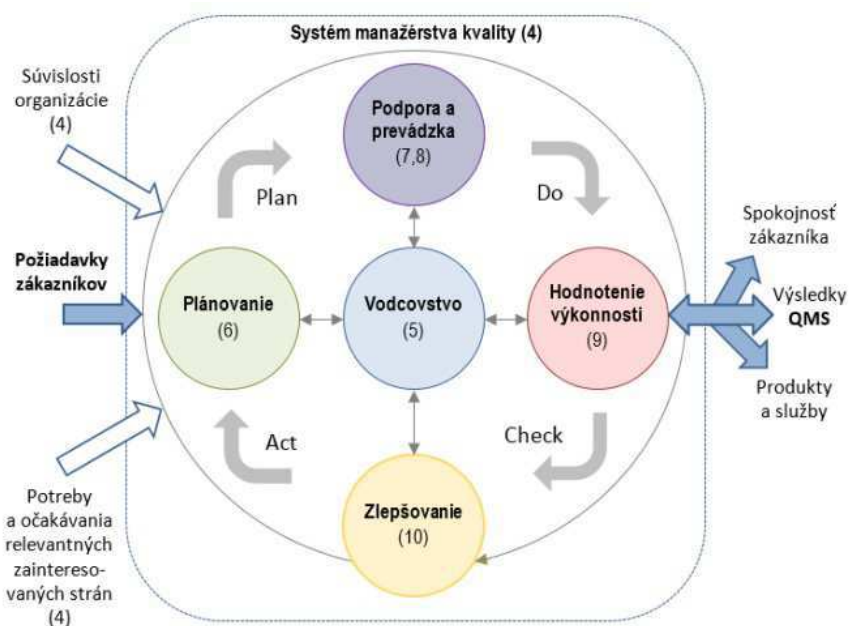 Systém manažérstva kvality (4)
Súvislosti
organizácie
(4)
Podpora a
prevádzka
(7,8)
Plan
Do
Spokojnosť
zákazníka
Požiadavky
zákazníkov
Plánovanie
(6)
Vodcovstvo
(5)
Hodnotenie
výkonnosti
(9)
Výsledky
QMS
Produkty
a služby
Act
Check
Zlepšovanie
(10)
Potreby
a očakávania
relevantných
zaintereso-
vaných strán
(4)